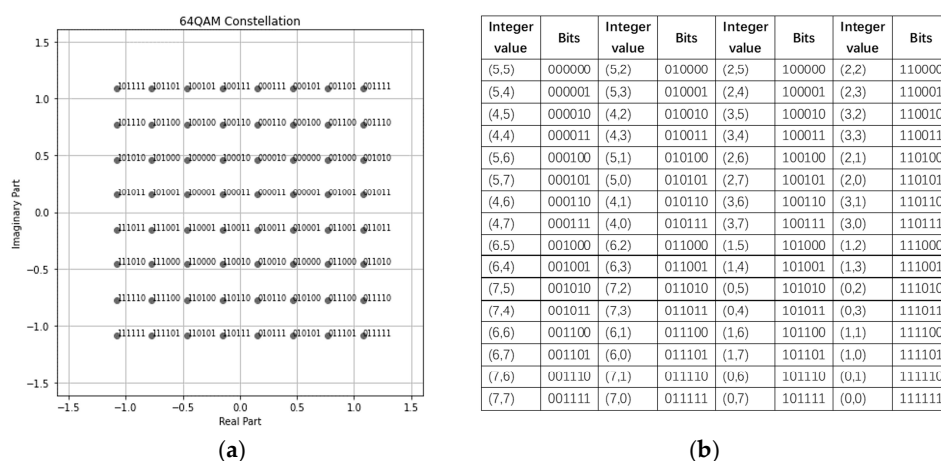 64QAM Constellation
1.5
101111 101101 100101 100111 000111 000101 001101 001111
1.0
101110 101100 100100 100110 000110 000100 001100 001110
0.5
101010 101000 100000 100010 000010 000000 001000 001010
101011 101001 100001 100011 000011 000001 001001 001011
0.0
111011 111001 110001 110011 010011 010001 011001 011011
−0.5
111010 111000 110000 110010 010010 010000 011000 011010
111110 111100 110100 110110 010110 010100 011100 011110
−1.0
111111 111101 110101 110111 010111 010101 011101 011111
−1.5
−1.5 −1.0 −0.5 0.0 0.5 1.0 1.5
Real Part
Imaginary Part
(a)
Integer value Bits Integer value Bits Integer value Bits Integer value Bits
(5,5) 000000 (5,2) 010000 (2,5) 100000 (2,2) 110000
(5,4) 000001 (5,3) 010001 (2,4) 100001 (2,3) 110001
(4,5) 000010 (4,2) 010010 (3,5) 100010 (3,2) 110010
(4,4) 000011 (4,3) 010011 (3,4) 100011 (3,3) 110011
(5,6) 000100 (5,1) 010100 (2,6) 100100 (2,1) 110100
(5,7) 000101 (5,0) 010101 (2,7) 100101 (2,0) 110101
(4,6) 000110 (4,1) 010110 (3,6) 100110 (3,1) 110110
(4,7) 000111 (4,0) 010111 (3,7) 100111 (3,0) 110111
(6,5) 001000 (6,2) 011000 (1,5) 101000 (1,2) 111000
(6,4) 001001 (6,3) 011001 (1,4) 101001 (1,3) 111001
(7,5) 001010 (7,2) 011010 (0,5) 101010 (0,2) 111010
(7,4) 001011 (7,3) 011011 (0,4) 101011 (0,3) 111011
(6,6) 001100 (6,1) 011100 (1,6) 101100 (1,1) 111100
(6,7) 001101 (6,0) 011101 (1,7) 101101 (1,0) 111101
(7,6) 001110 (7,1) 011110 (0,6) 101110 (0,1) 111110
(7,7) 001111 (7,0) 011111 (0,7) 101111 (0,0) 111111
(b)